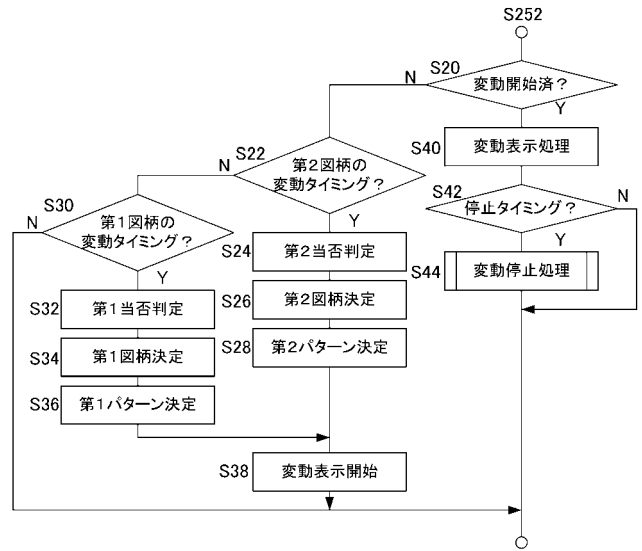 S252
S20
変動開始済？
N
Y
S40
変動表示処理
S42
停止タイミング？
N
Y
S44
変動停止処理
S22
第2図柄の
変動タイミング？
N
Y
S24
第2当否判定
S26
第2図柄決定
S28
第2パターン決定
S30
第1図柄の
変動タイミング？
N
Y
S32
第1当否判定
S34
第1図柄決定
S36
第1パターン決定
S38
変動表示開始